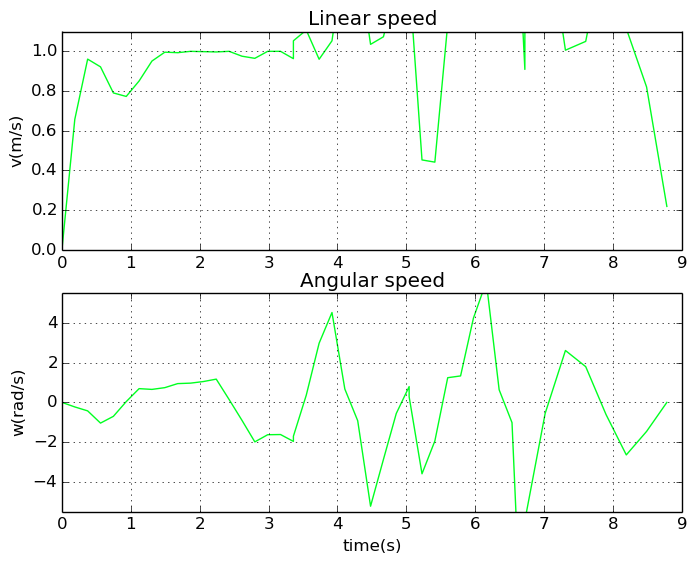 Linear speed
v(m/s)
1.0
0.8
0.6
0.4
0.2
0.0
0 1 2 3 4 5 6 7 8 9
Angular speed
w(rad/s)
4
2
0
−2
−4
0 1 2 3 4 5 6 7 8 9
time(s)